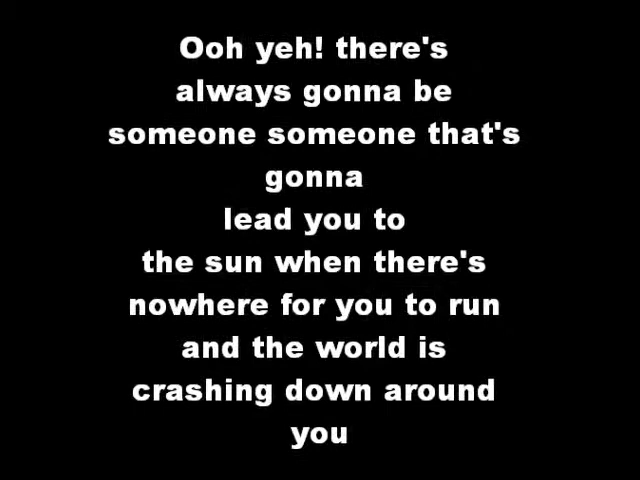 Ooh yeh! there's
always gonna be
someone someone that's
gonna
lead you to
the sun when there's
nowhere for you to run
and the world is
crashing down around
you